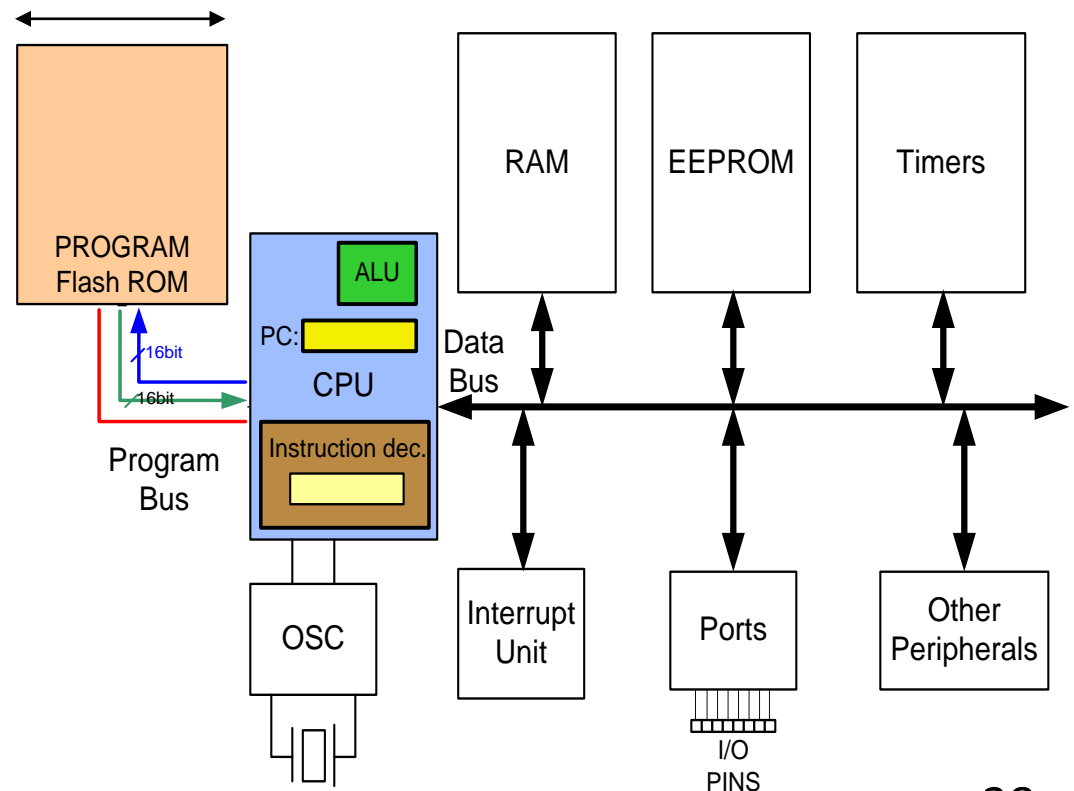 RAM
EEPROM
Timers
PROGRAM
Flash ROM
ALU
PC:
CPU
Data
Bus
16bit
16bit
Instruction dec.
Program
Bus
OSC
Interrupt
Unit
Ports
Other
Peripherals
I/O
PINS